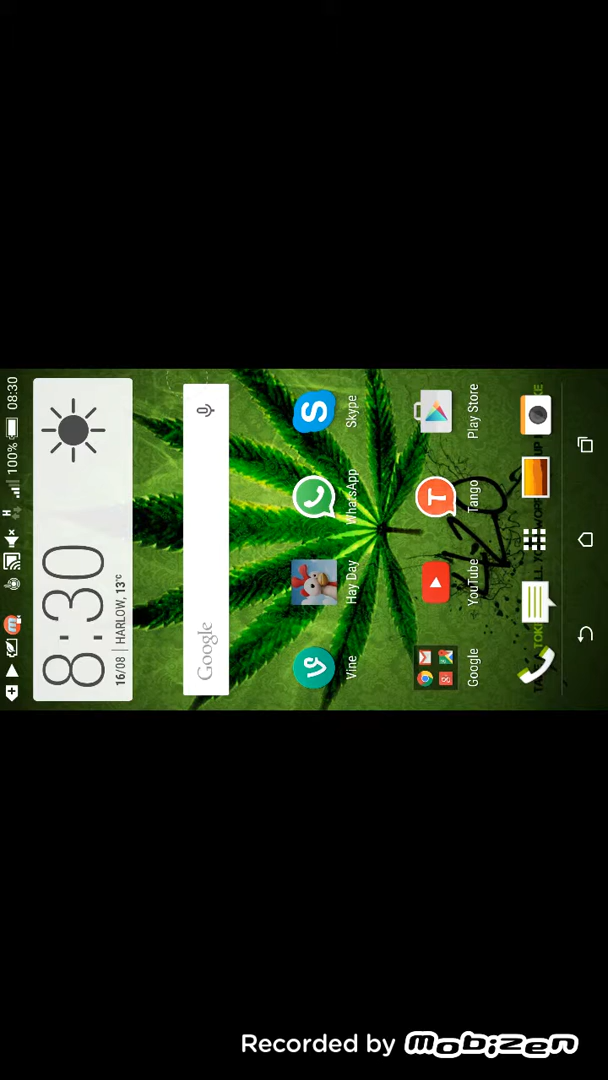 100% 08:30
8:30
16/08 | HARLOW, 13°C
Google
Vine
Hay Day
WhatsApp
Skype
Google
YouTube
Tango
Play Store
Recorded by mobizen